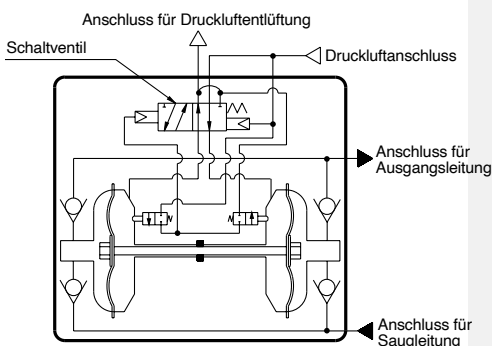 Anschluss für Druckluftentlüftung
Schaltventil
Druckluftanschluss
Anschluss für
Ausgangsleitung
Anschluss für
Saugleitung